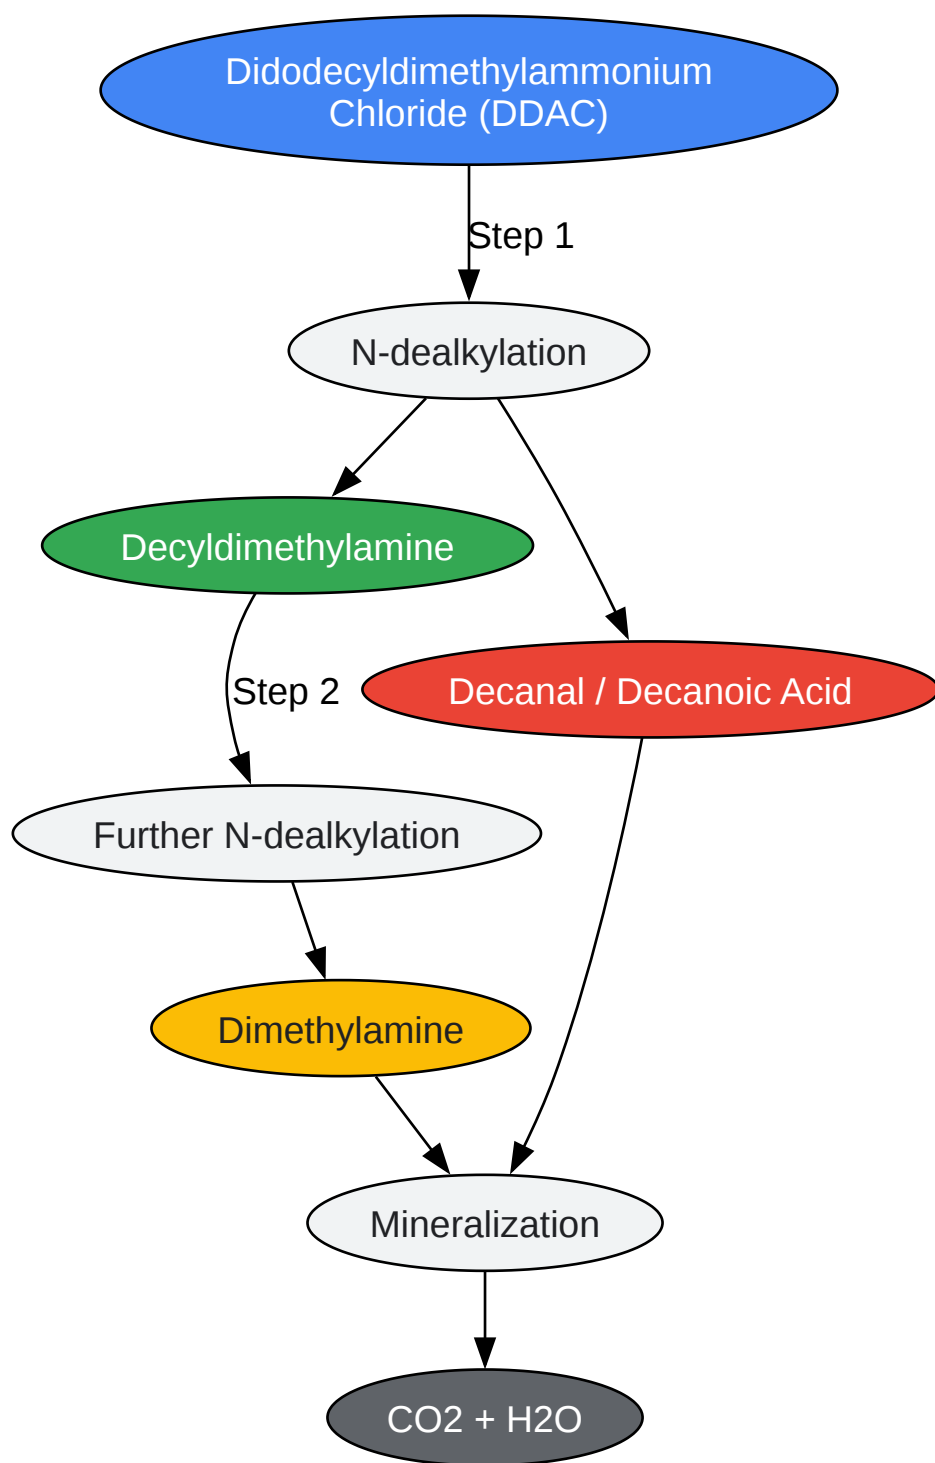 Didodecyldimethylammonium
Chloride (DDAC)
Step 1
N-dealkylation
Decyldimethylamine
Step 2
Decanal / Decanoic Acid
Further N-dealkylation
Dimethylamine
Mineralization
CO2 + H2O